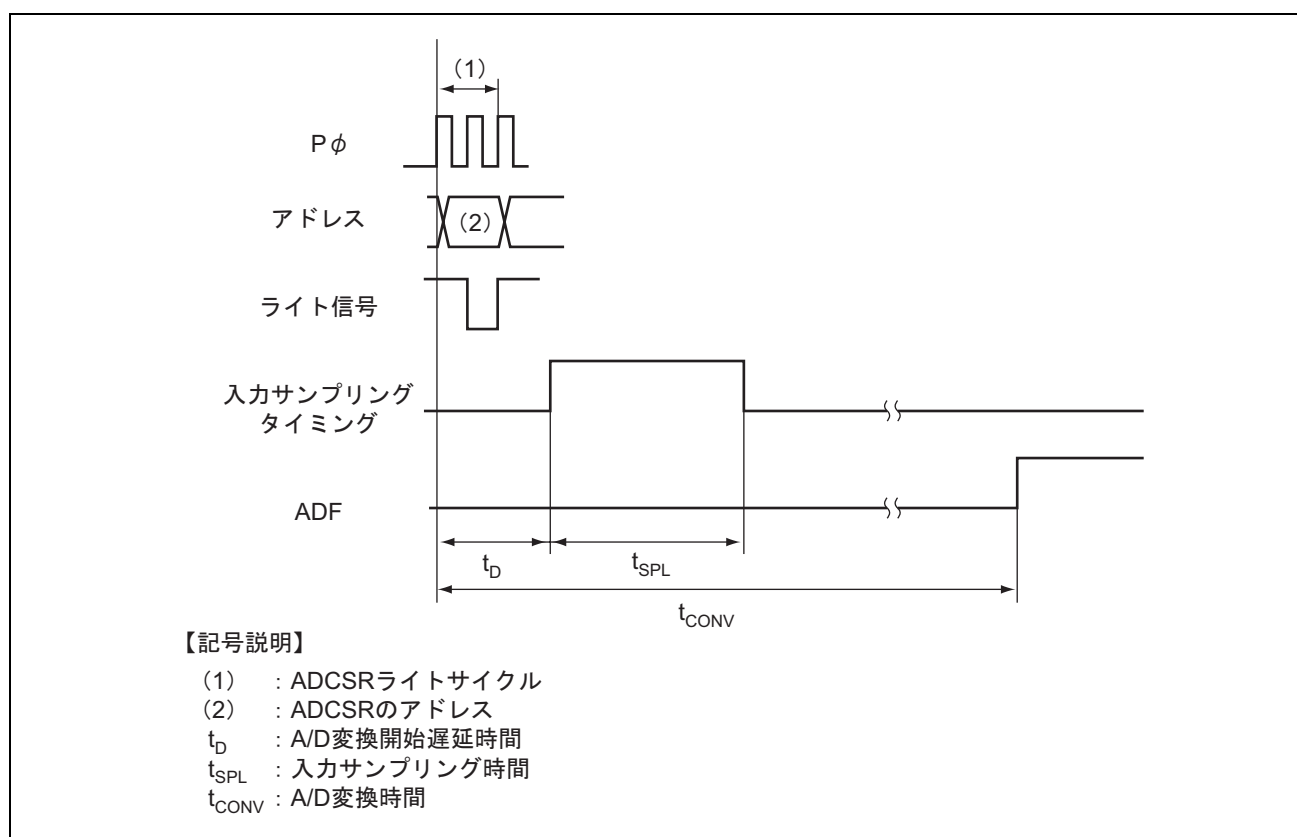 (1)
Pφ
アドレス
(2)
ライト信号
入力サンプリング
タイミング
ADF
tD
tSPL
tCONV
【記号説明】
(1) : ADCSRライトサイクル
(2) : ADCSRのアドレス
tD : A/D変換開始遅延時間
tSPL : 入力サンプリング時間
tCONV : A/D変換時間